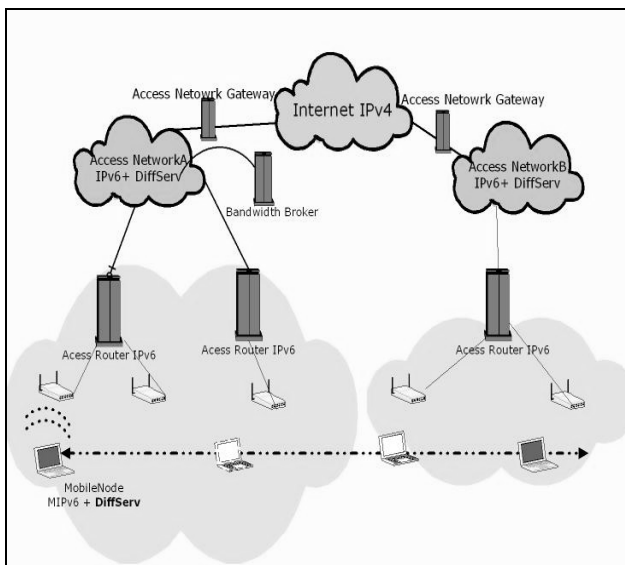 Access Netowrk Gateway
Internet IPv4
Access Netowrk Gateway
Access NetworkA
IPv6+ DiffServ
Bandwidth Broker
Access NetworkB
IPv6+ DiffServ
Acess Router IPv6
Acess Router IPv6
Acess Router IPv6
MobileNode
MIPv6 + DiffServ